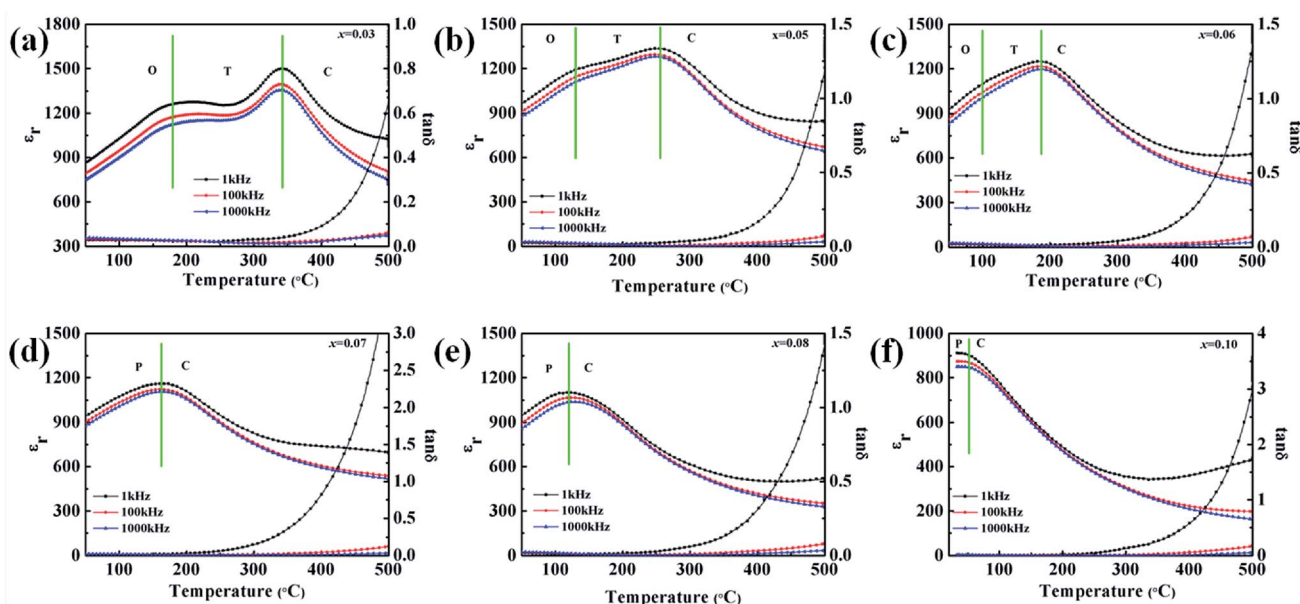 (a)
1800
1500
1200
900
600
300
εr
O T C
x=0.03
1kHz
100kHz
1000kHz
1.0
0.8
0.6
0.4
0.2
0.0
tanδ
100 200 300 400 500
Temperature (°C)
(b)
1500
1200
900
600
300
0
εr
O T C
x=0.05
1kHz
100kHz
1000kHz
1.5
1.0
0.5
0.0
tanδ
100 200 300 400 500
Temperature (°C)
(c)
1500
1200
900
600
300
0
εr
O T C
x=0.06
1kHz
100kHz
1000kHz
1.5
1.0
0.5
0.0
tanδ
100 200 300 400 500
Temperature (°C)
(d)
1500
1200
900
600
300
0
εr
P C
x=0.07
1kHz
100kHz
1000kHz
3.0
2.5
2.0
1.5
1.0
0.5
0.0
tanδ
100 200 300 400 500
Temperature (°C)
(e)
1500
1200
900
600
300
0
εr
P C
x=0.08
1kHz
100kHz
1000kHz
1.5
1.0
0.5
0.0
tanδ
100 200 300 400 500
Temperature (°C)
(f)
1000
800
600
400
200
0
εr
P C
x=0.10
1kHz
100kHz
1000kHz
4
3
2
1
0
tanδ
100 200 300 400 500
Temperature (°C)